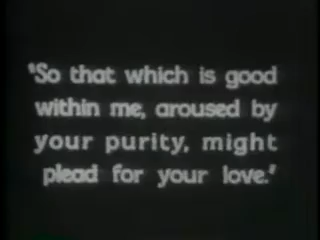 "So that which is good
within me, aroused by
your purity, might
plead for your love."